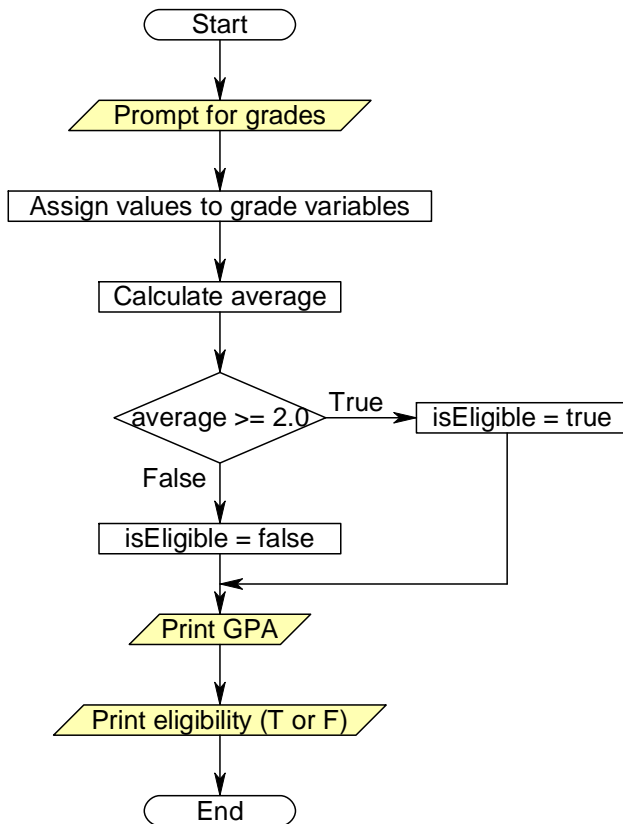 Start
Prompt for grades
Assign values to grade variables
Calculate average
average >= 2.0
True
isEligible = true
False
isEligible = false
Print GPA
Print eligibility (T or F)
End